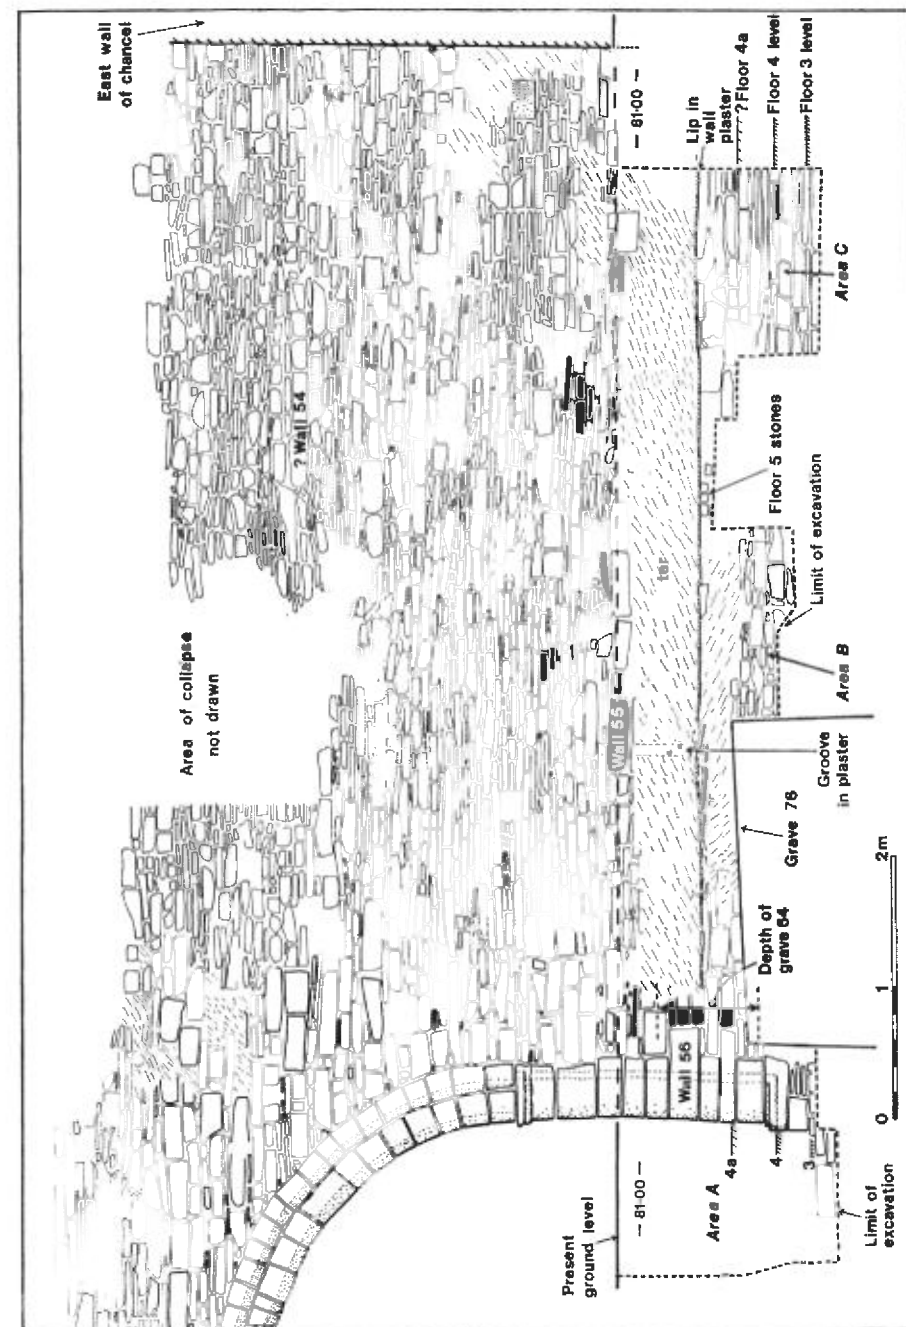 East wall
of chancel
? Wall 54
Area of collapse
not drawn
— 81·00 —
Lip in
wall
plaster
? Floor 4a
Floor 4 level
Floor 3 level
Area C
Floor 5 stones
Limit of excavation
Area B
ter
Wall 55
Groove
in plaster
Grave 76
Depth of
grave 64
Wall 55
Present
ground level
— 81·00 —
Area A
4a
4
3
Limit of
excavation
0 1 2m